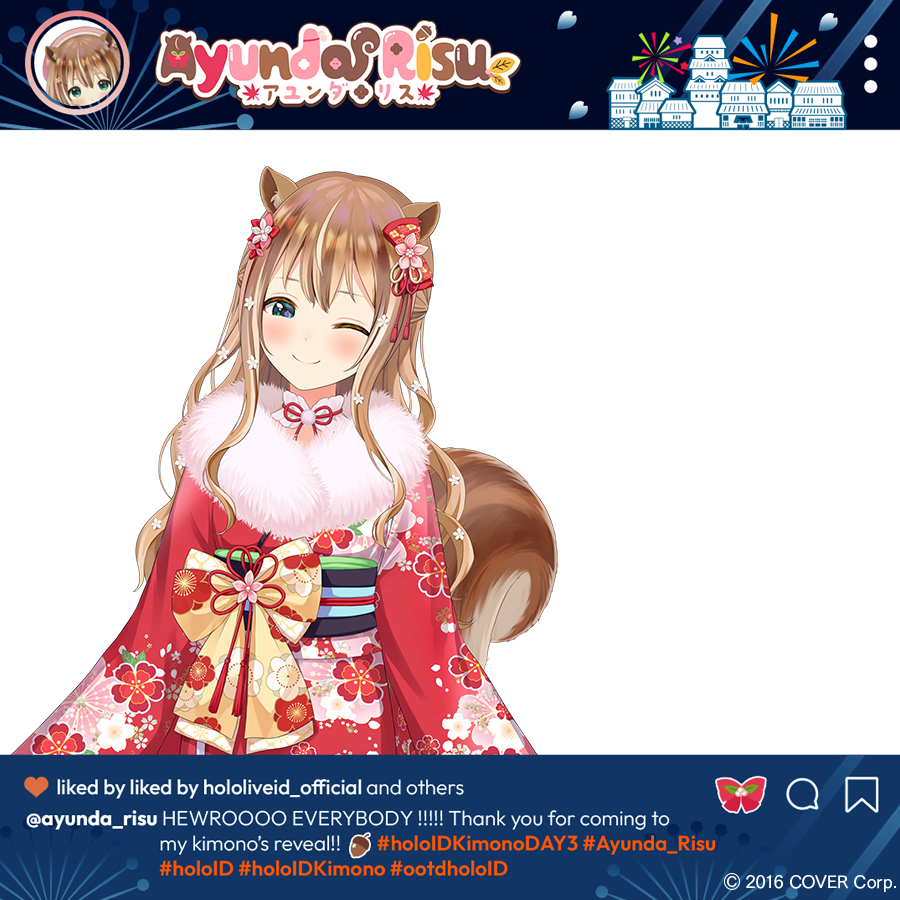 Ayunda Risu
アユンダ・リス
liked by liked by hololiveid_official and others
@ayunda_risu HEWROOOO EVERYBODY !!!!! Thank you for coming to
my kimono's reveal!! #holoIDKimonoDAY3 #Ayunda_Risu
#holoID #holoIDKimono #ootdholoID
© 2016 COVER Corp.